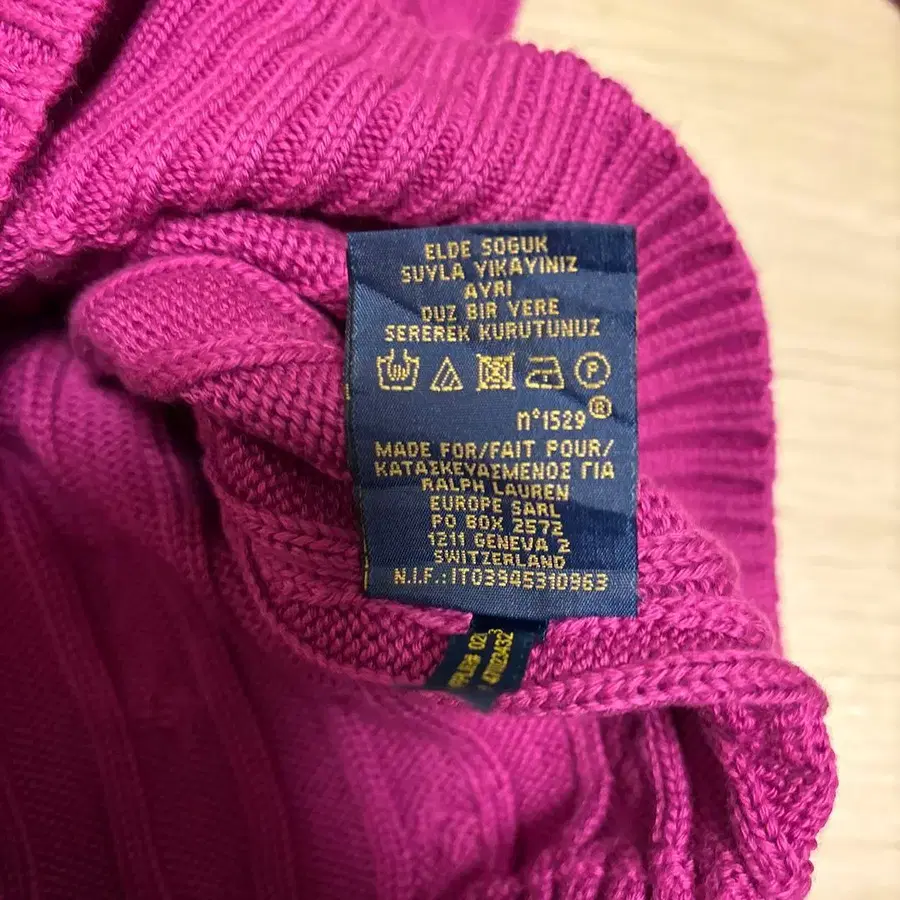 ELDE SOGUK
SUYLA YIKAYINIZ
AYRI
DUZ BIR YERE
SEREREK KURUTUNUZ
P
n°1529®
MADE FOR/FAIT POUR/
ΚΑΤΑΣΚΕΥΑΣΜΕΝΟΣ ΓΙΑ
RALPH LAUREN
EUROPE SARL
PO BOX 2572
1211 GENEVA 2
SWITZERLAND
N.I.F.:IT03945310963